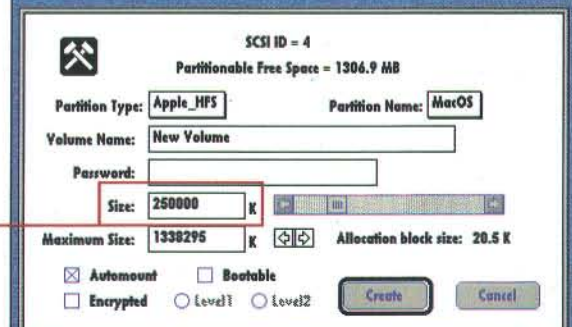 SCSI ID = 4
Partitionable Free Space = 1306.9 MB
Partition Type: Apple_HFS Partition Name: MacOS
Volume Name: New Volume
Password:
Size: 250000 K
Maximum Size: 1338295 K Allocation block size: 20.5 K
Automount Bootable
Encrypted Level1 Level2 Create Cancel